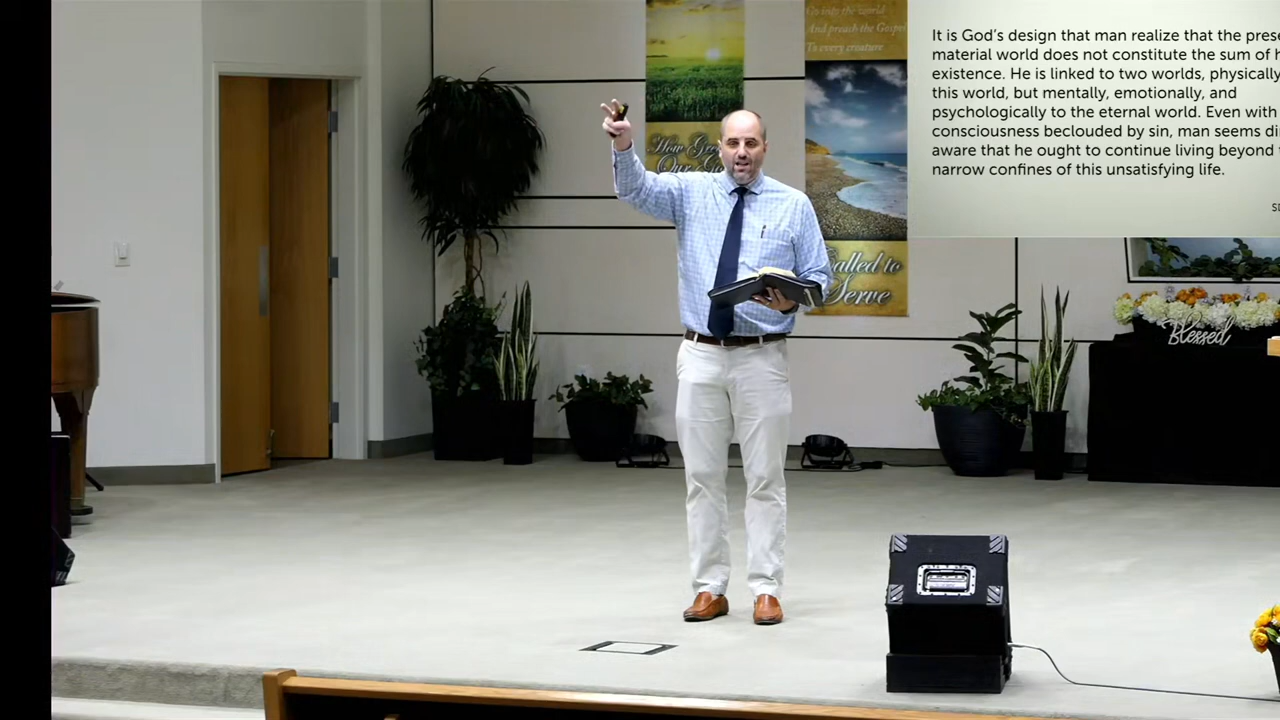 Go into the world
And preach the Gospel
To every creature
How Great
Our G
Called to
Serve
It is God's design that man realize that the prese
material world does not constitute the sum of h
existence. He is linked to two worlds, physically
this world, but mentally, emotionally, and
psychologically to the eternal world. Even with
consciousness beclouded by sin, man seems di
aware that he ought to continue living beyond
narrow confines of this unsatisfying life.
SD
Blessed